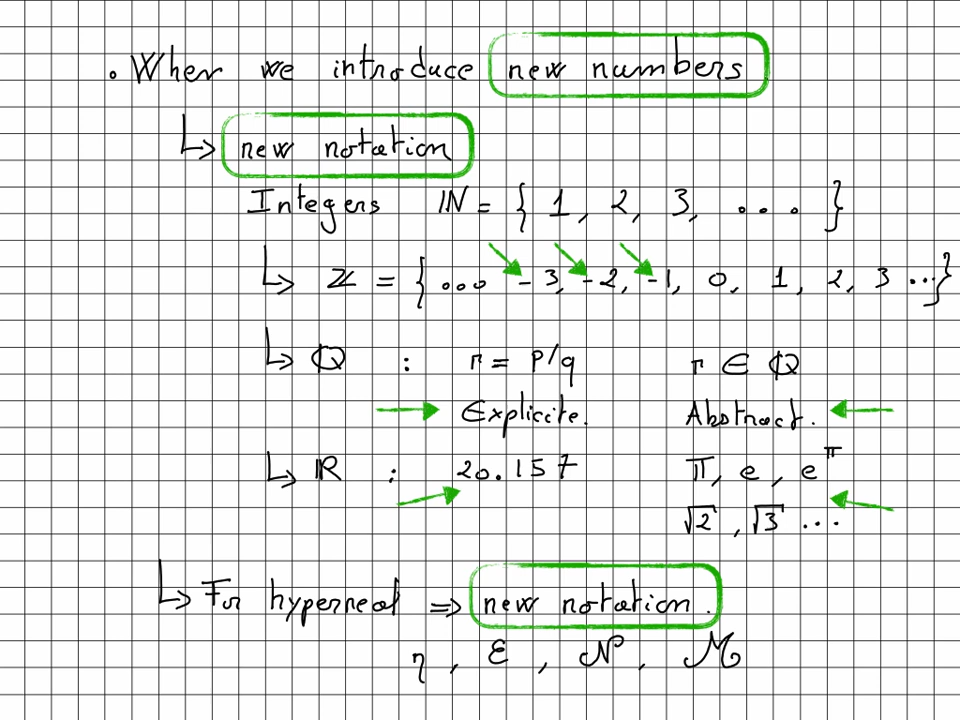 . When we introduce new numbers
↳ new notation
Integers ℕ = { 1, 2, 3, .... }
↳ ℤ = { ... -3, -2, -1, 0, 1, 2, 3 ...}
↳ ℚ : r = p/q r ∈ ℚ
Explicite. Abstract.
↳ ℝ : 20.157 π, e, e^π
√2, √3 ...
↳ For hyperreal => new notation.
η, ε, 𝒩, ℳ